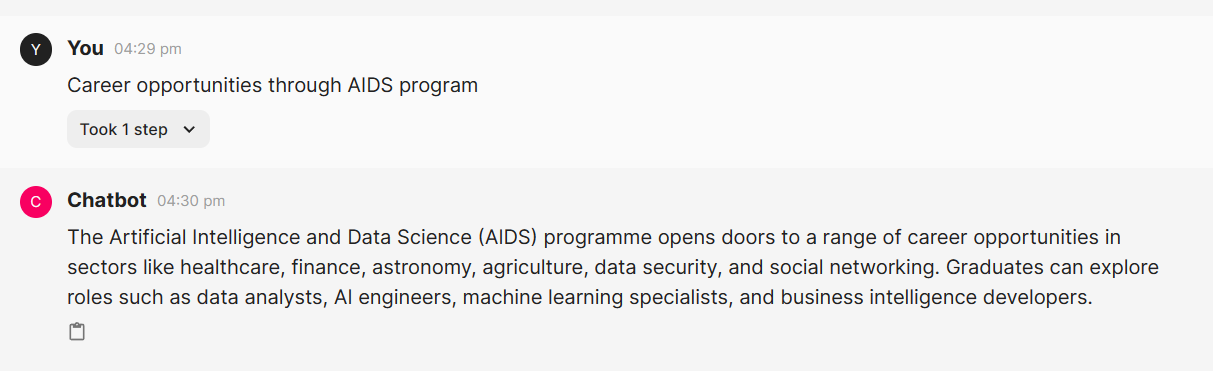 Y
You 04:29 pm
Career opportunities through AIDS program
Took 1 step
C
Chatbot 04:30 pm
The Artificial Intelligence and Data Science (AIDS) programme opens doors to a range of career opportunities in
sectors like healthcare, finance, astronomy, agriculture, data security, and social networking. Graduates can explore
roles such as data analysts, AI engineers, machine learning specialists, and business intelligence developers.